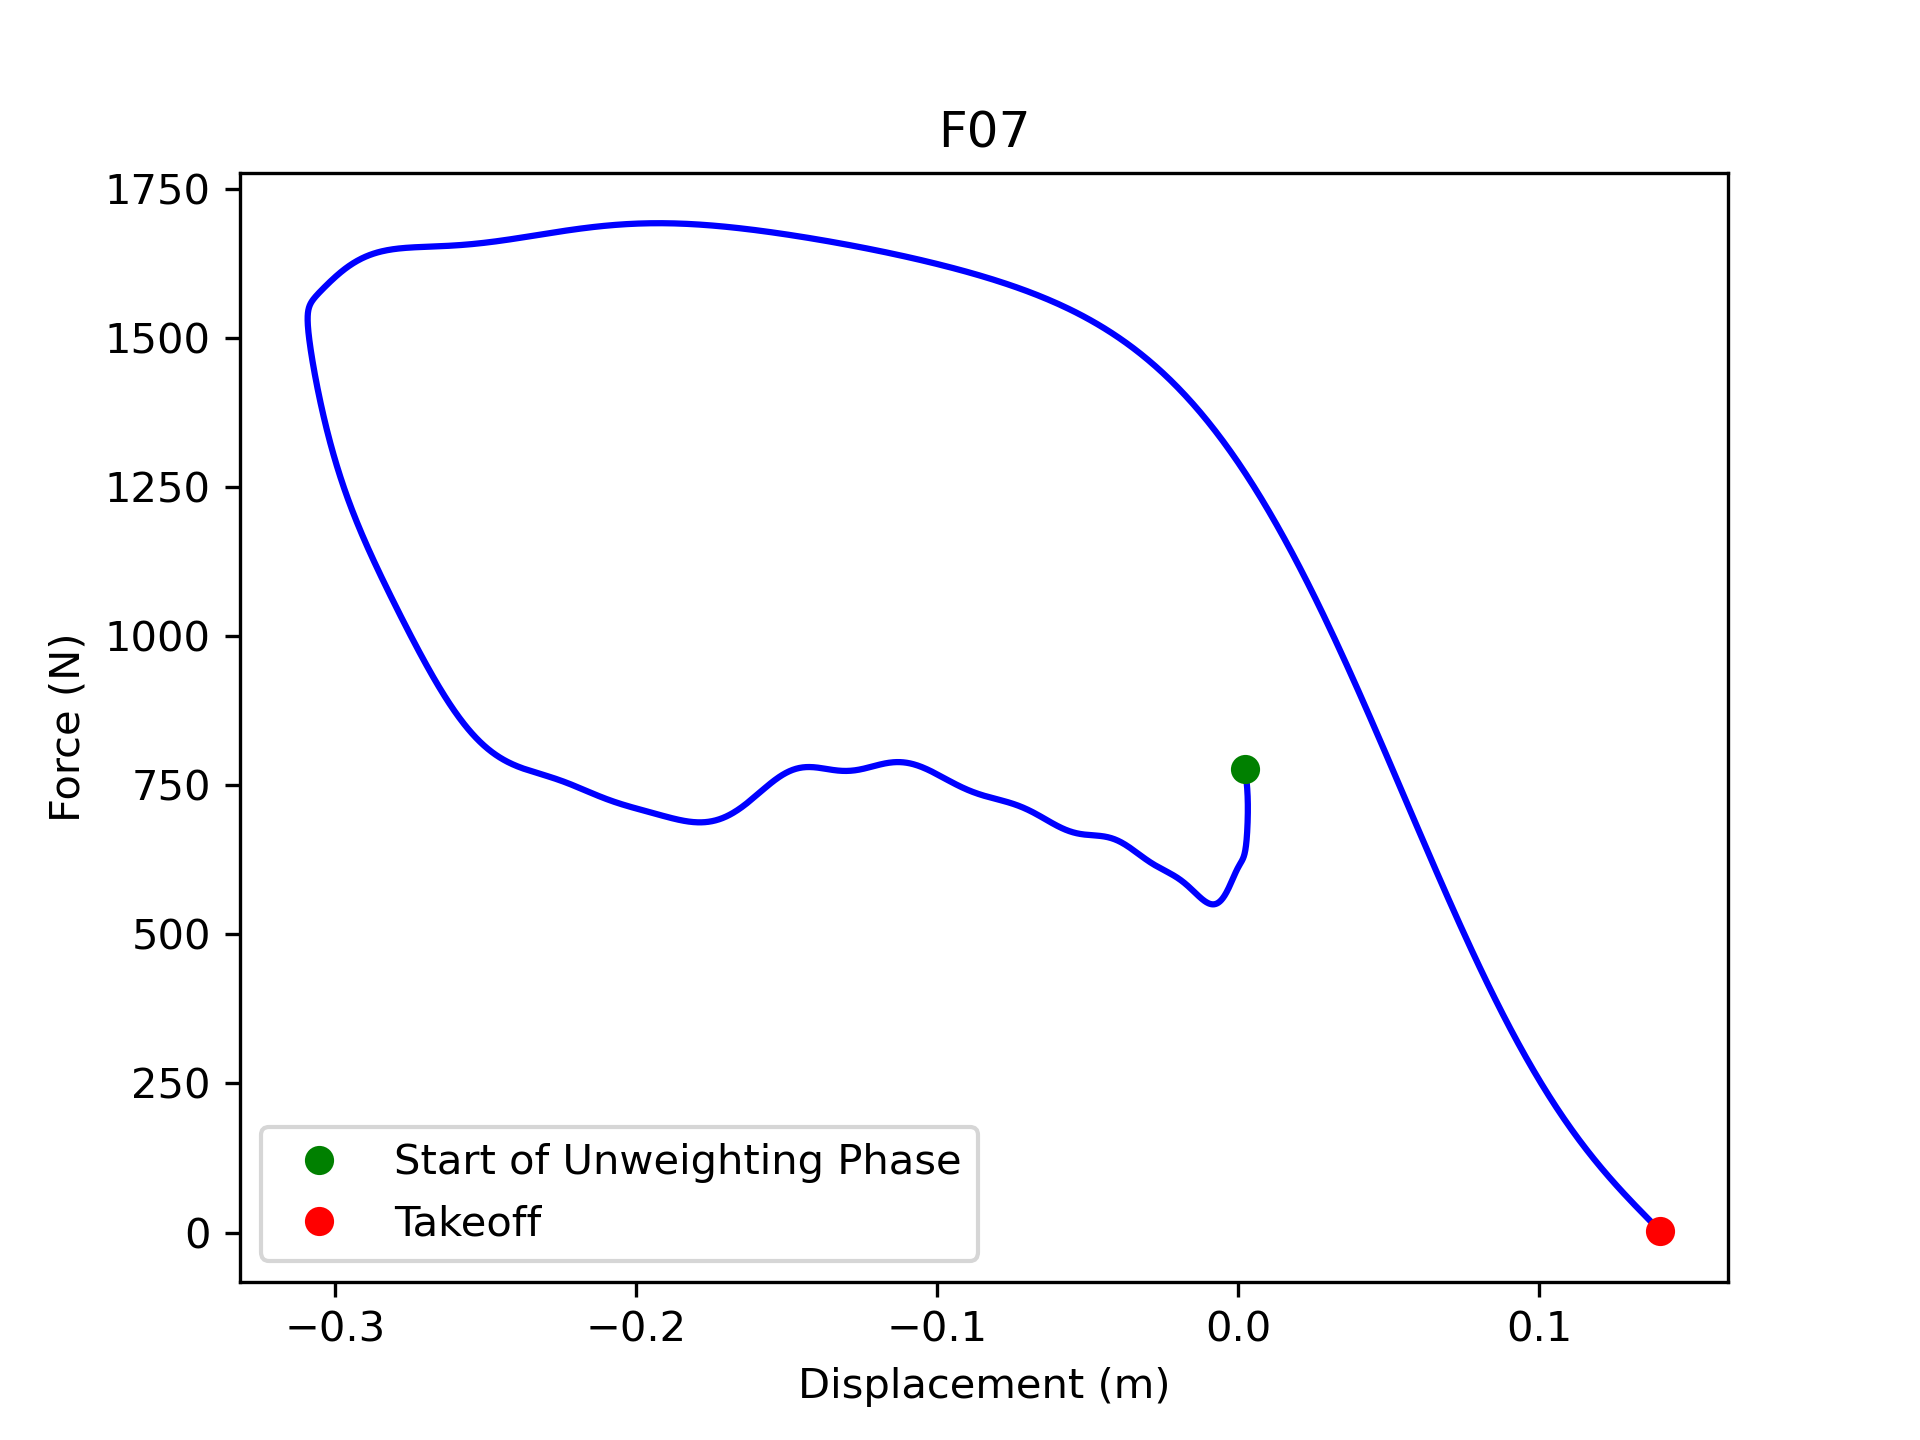 F07
1750
1500
1250
1000
750
500
250
0
Force (N)
Start of Unweighting Phase
Takeoff
−0.3
−0.2
−0.1
0.0
0.1
Displacement (m)